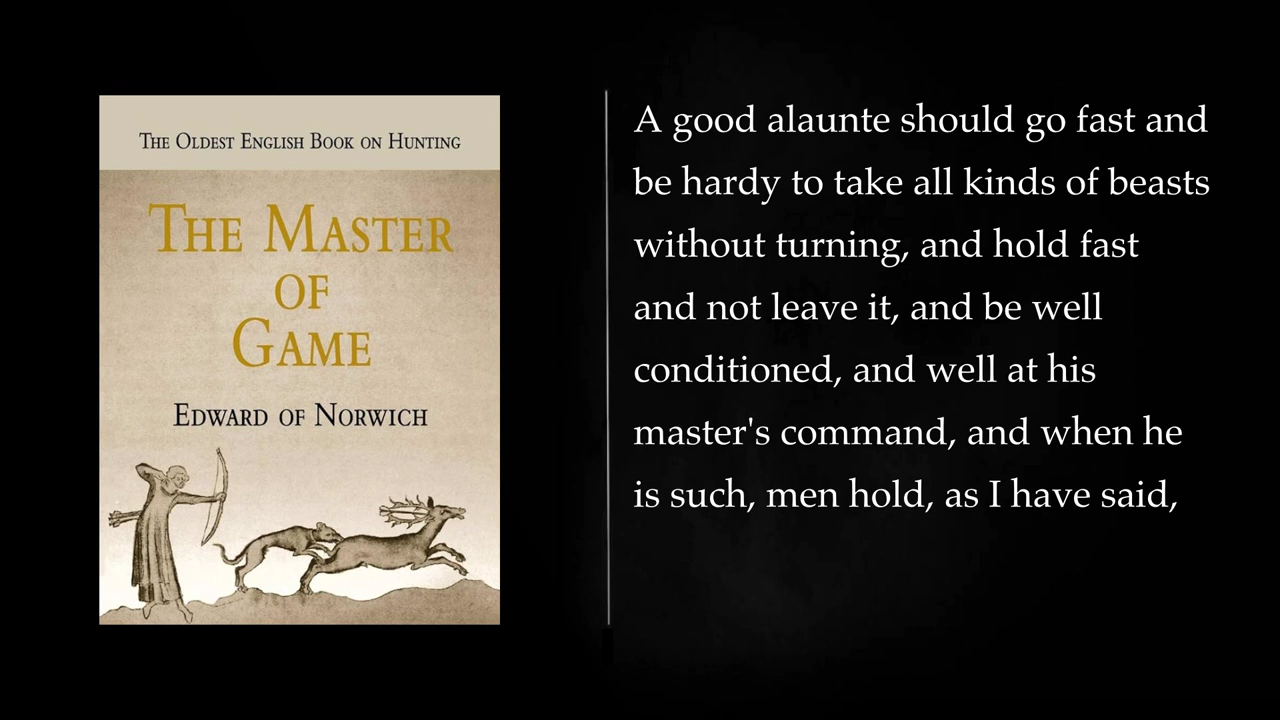 THE OLDEST ENGLISH BOOK ON HUNTING
THE MASTER
OF
GAME
EDWARD OF NORWICH
A good alaunte should go fast and
be hardy to take all kinds of beasts
without turning, and hold fast
and not leave it, and be well
conditioned, and well at his
master's command, and when he
is such, men hold, as I have said,